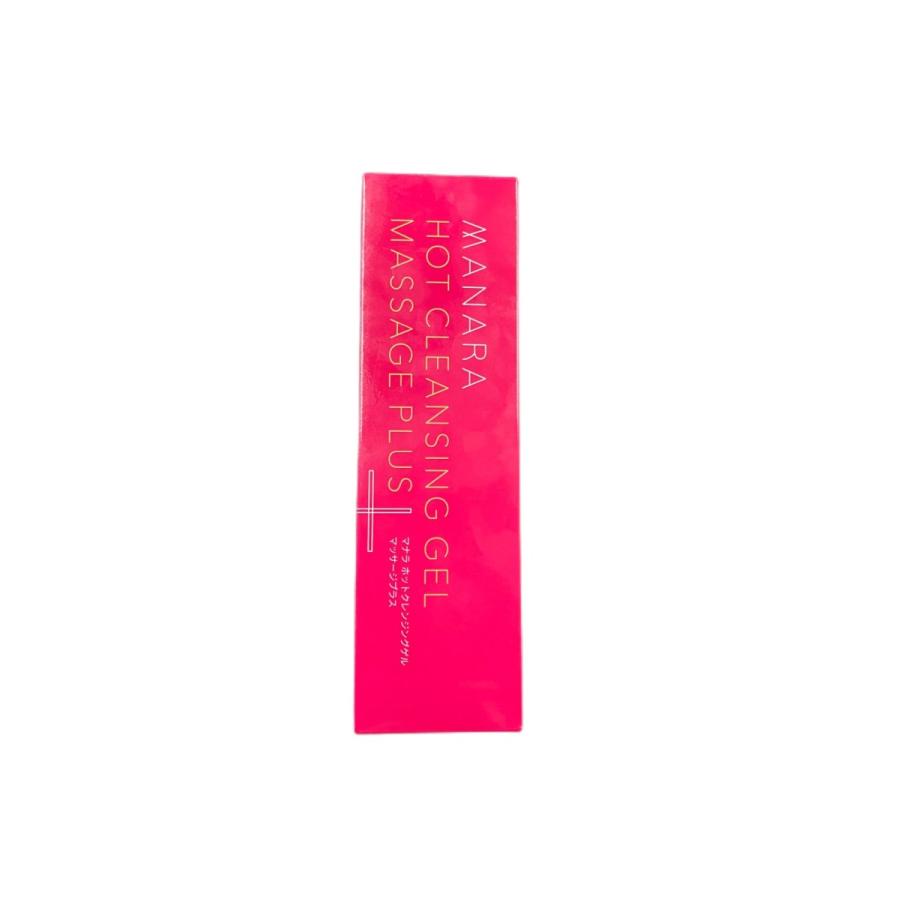 MANARA
HOT CLEANSING GEL
MASSAGE PLUS
マナラ ホットクレンジングゲル
マッサージプラス